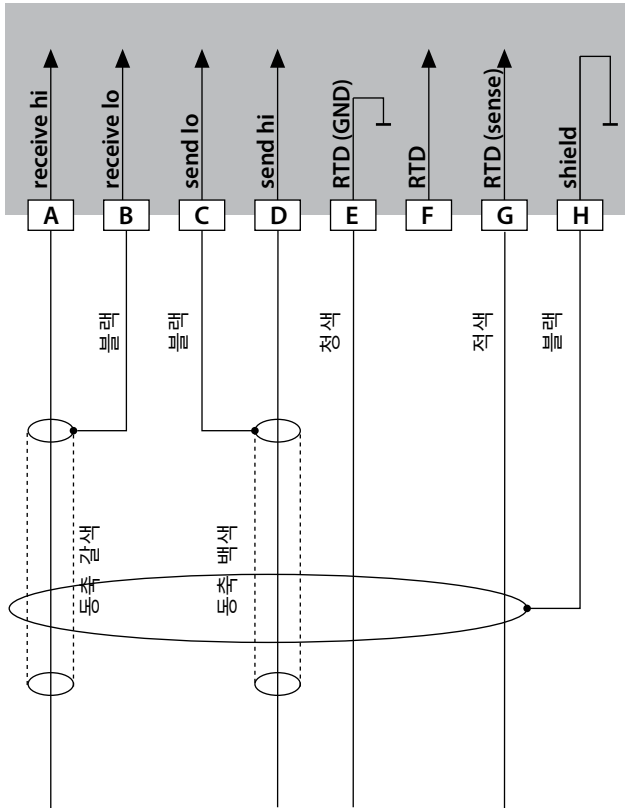 receive hi
receive lo
send lo
send hi
RTD (GND)
RTD
RTD (sense)
shield
A
B
C
D
E
F
G
H
블랙
블랙
청색
적색
블랙
동축 갈색
동축 백색